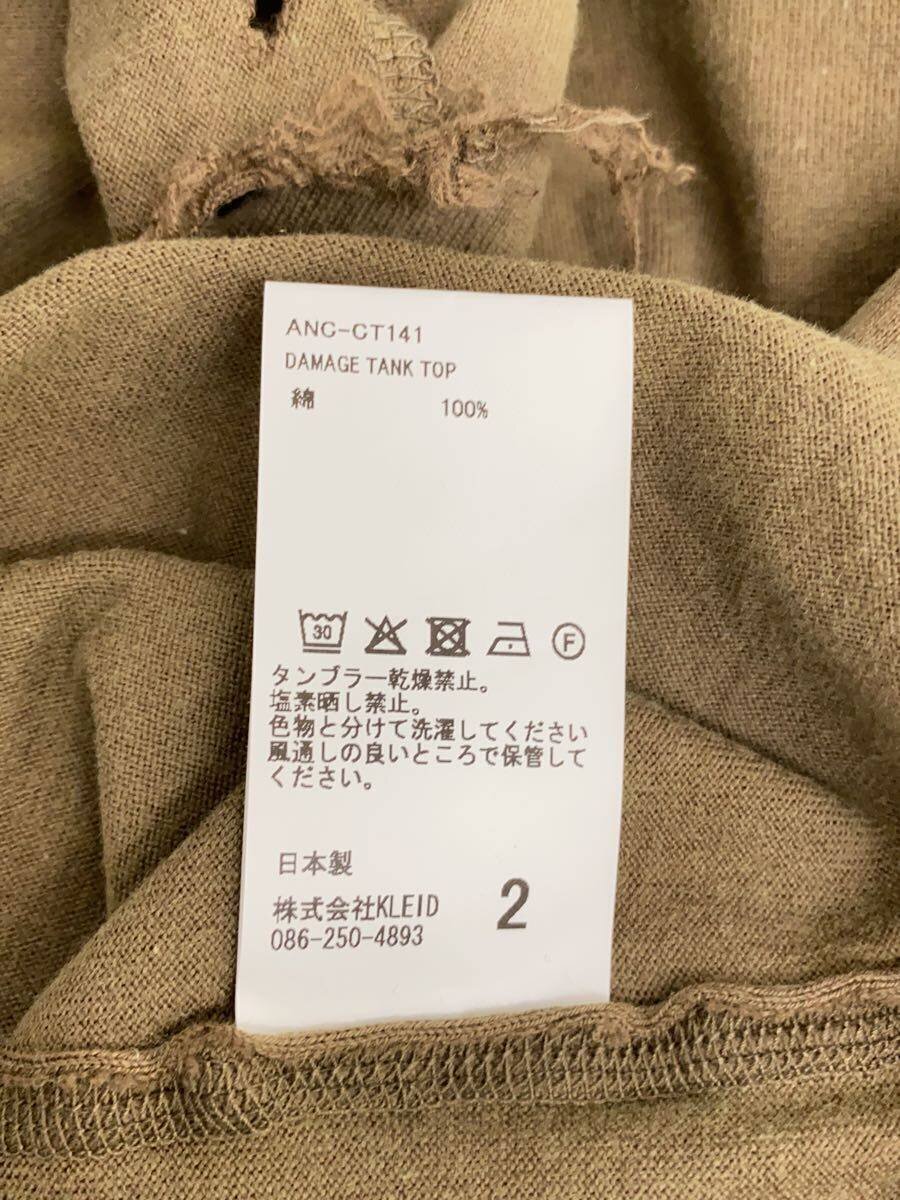 ANC-CT141
DAMAGE TANK TOP
綿 100%
30 F
タンブラー乾燥禁止。
塩素晒し禁止。
色物と分けて洗濯してください
風通しの良いところで保管して
ください。
日本製
株式会社KLEID
086-250-4893
2